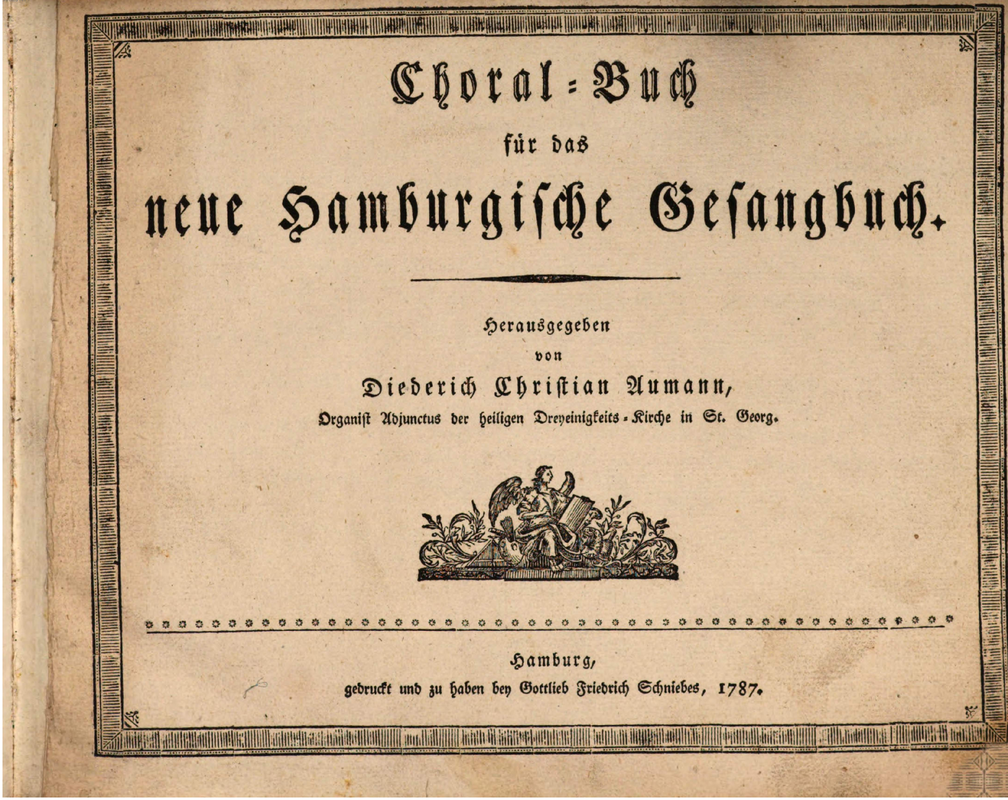 Choral-Buch
für das
neue Hamburgische Gesangbuch.
Herausgegeben
von
Diederich Christian Aumann,
Organist Adjunctus der heiligen Dreyeinigkeits-Kirche in St. Georg.
Hamburg,
gedruckt und zu haben bey Gottlieb Friedrich Schniebes, 1787.